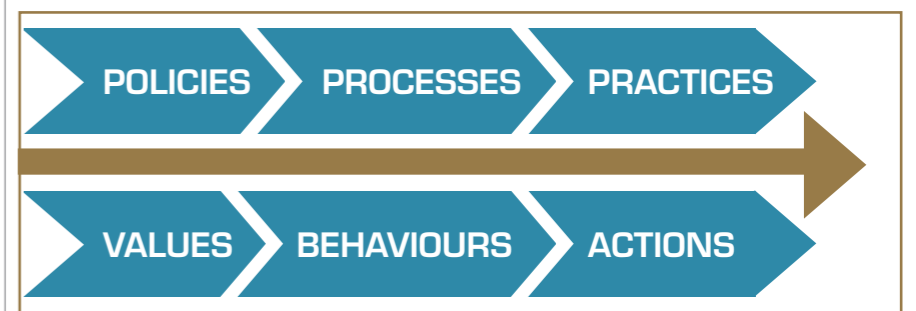 POLICIES PROCESSES PRACTICES
VALUES BEHAVIOURS ACTIONS